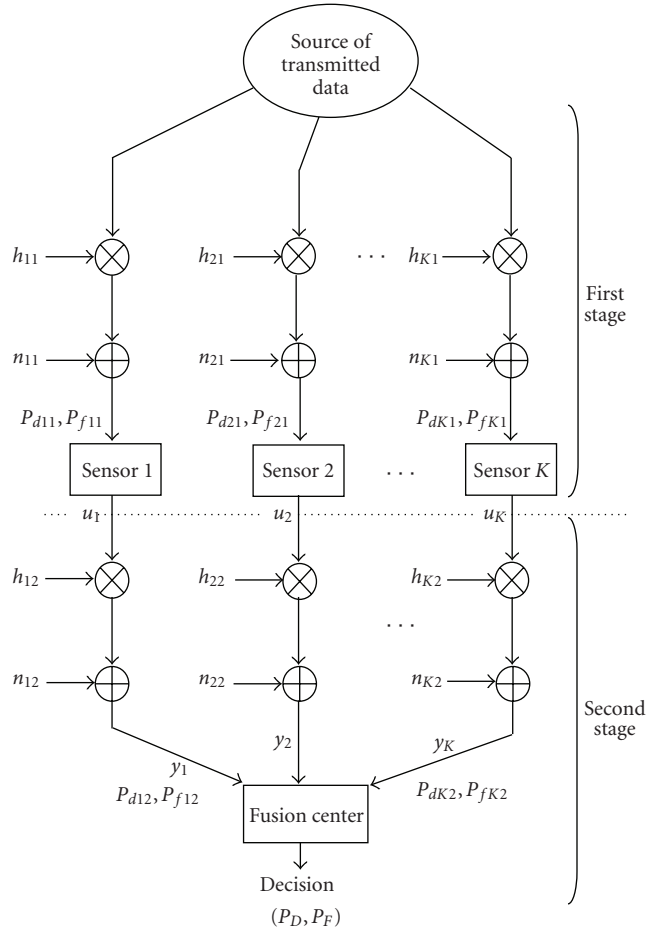 Source of
transmitted
data
h11
h21
· · ·
hK1
First
stage
n11
n21
nK1
Pd11, Pf11
Pd21, Pf21
PdK1, PfK1
Sensor 1
Sensor 2
· · ·
Sensor K
u1
u2
uK
h12
h22
hK2
· · ·
n12
n22
nK2
Second
stage
y1
y2
yK
Pd12, Pf12
PdK2, PfK2
Fusion center
Decision
(PD, PF)